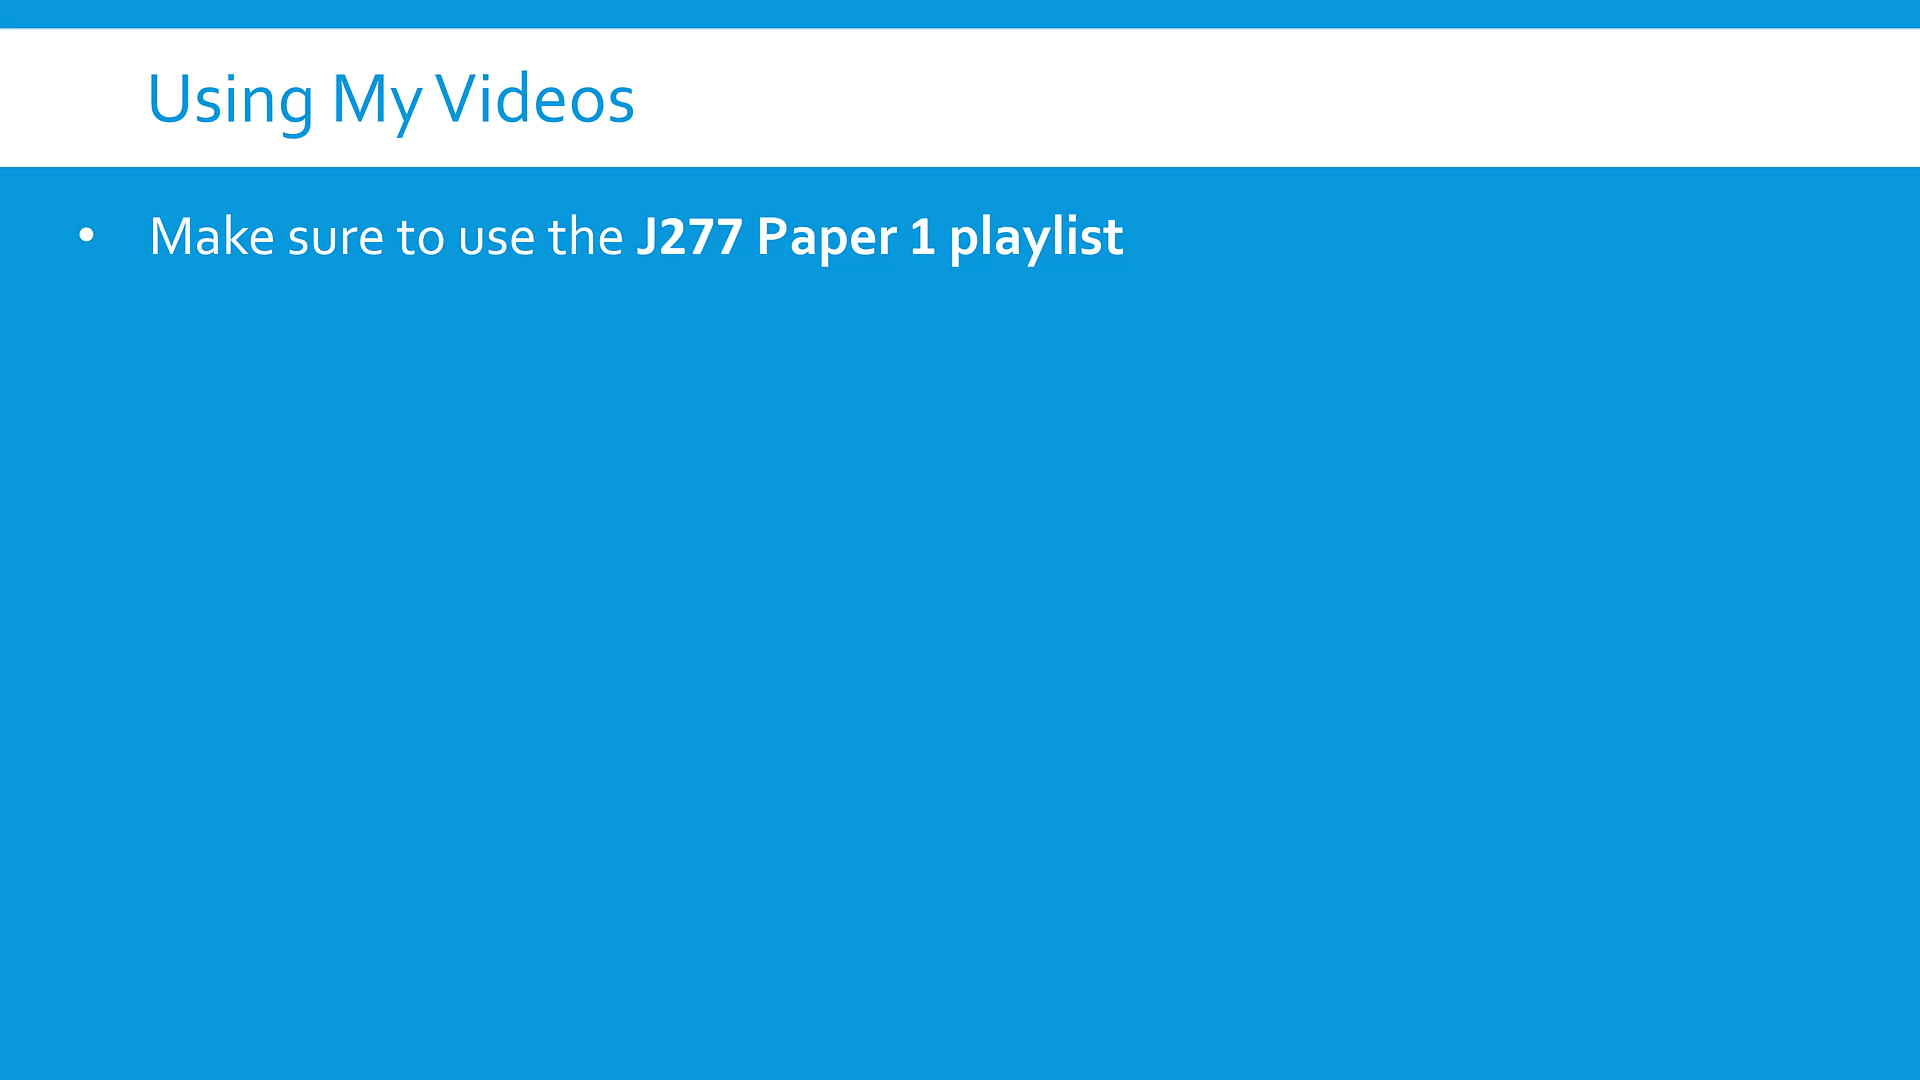 Using My Videos
• Make sure to use the J277 Paper 1 playlist